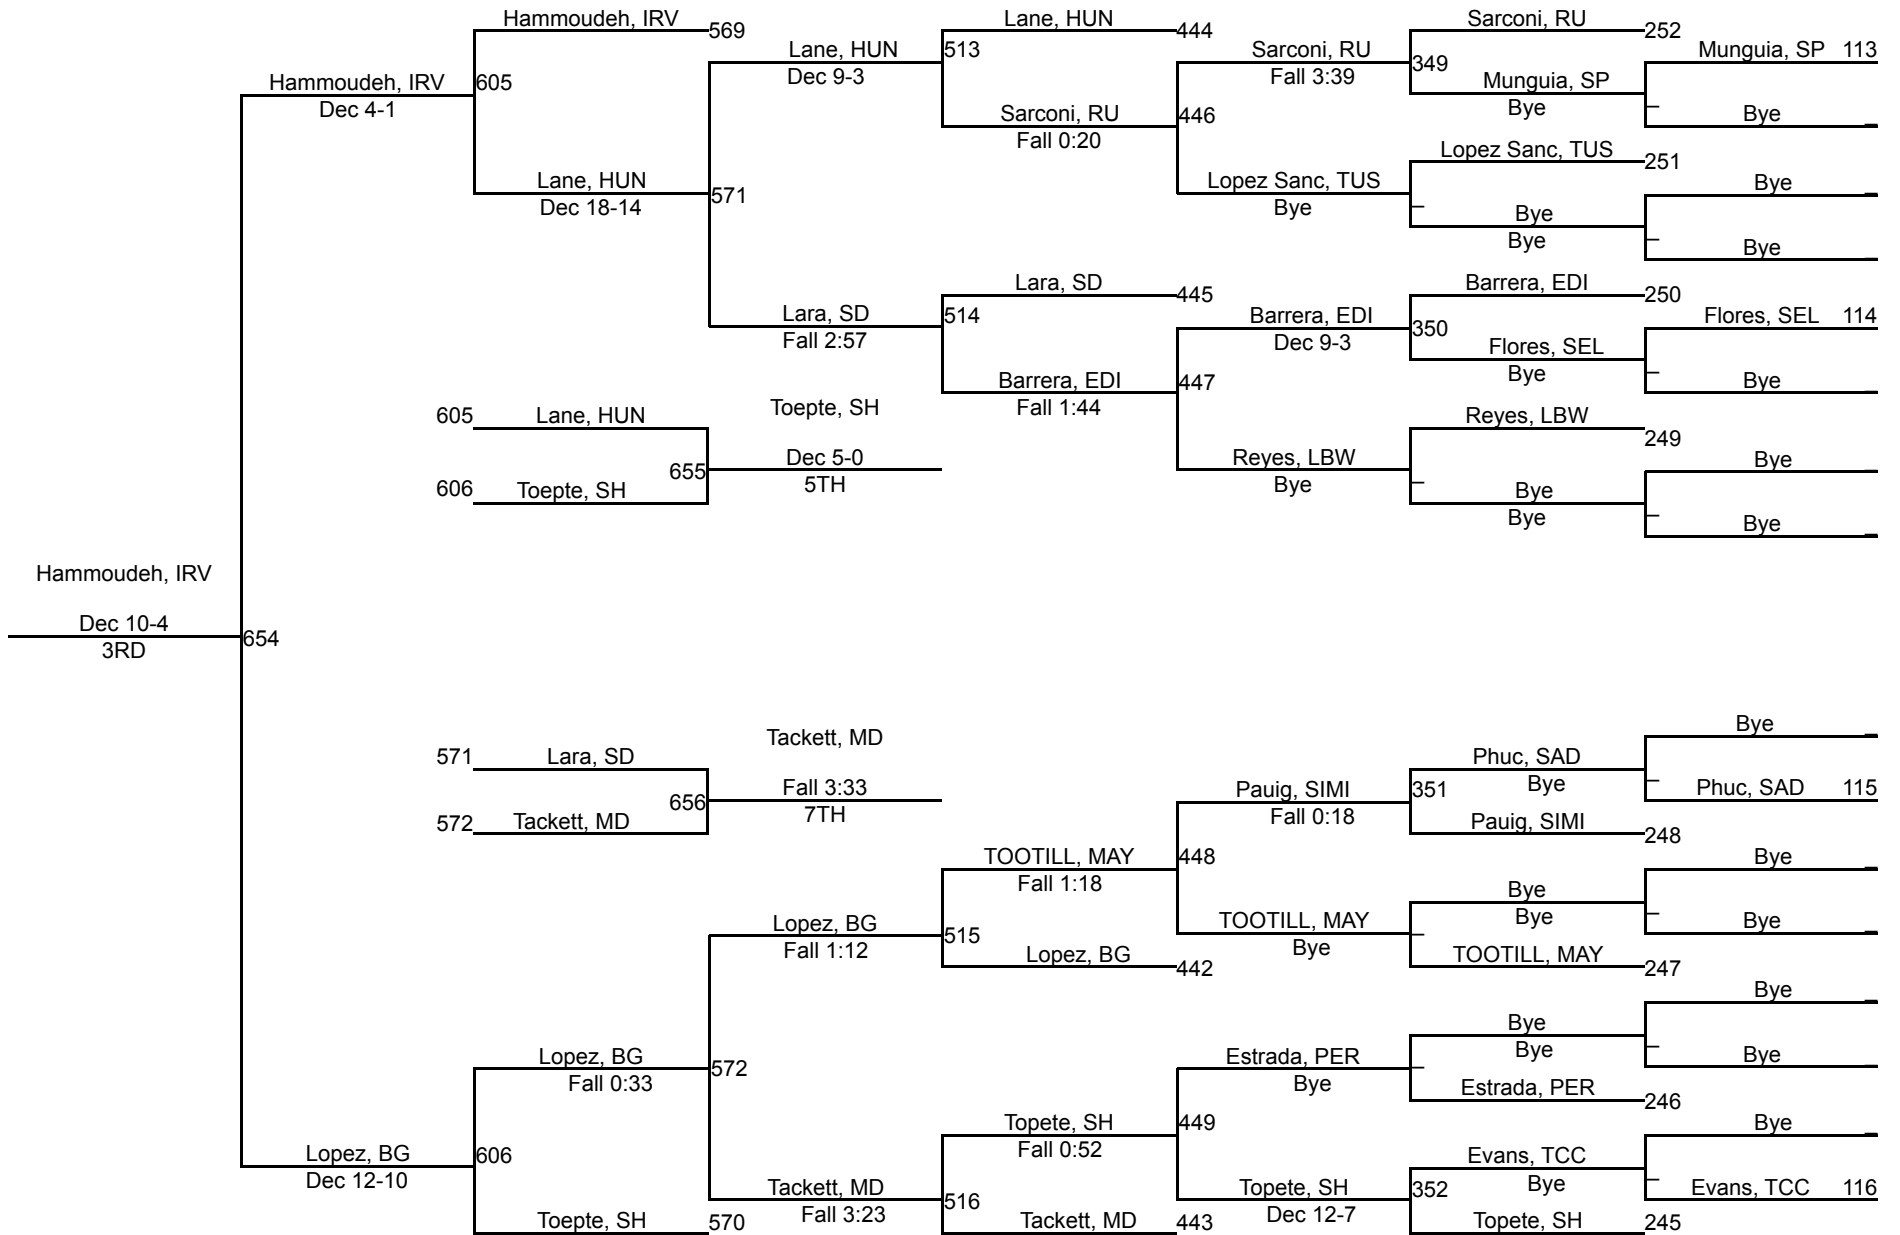 Hammoudeh, IRV
569
Lane, HUN
444
Sarconi, RU
252
Lane, HUN
Dec 9-3
513
Sarconi, RU
Fall 3:39
349
Munguia, SP 113
Hammoudeh, IRV
Dec 4-1
605
Munguia, SP
Bye
Sarconi, RU
Fall 0:20
446
Bye
Lopez Sanc, TUS
251
Lane, HUN
Dec 18-14
571
Lopez Sanc, TUS
Bye
Bye
Bye
Bye
Bye
Lara, SD
445
Barrera, EDI
250
Lara, SD
Fall 2:57
514
Barrera, EDI
Dec 9-3
350
Flores, SEL 114
Flores, SEL
Bye
Barrera, EDI
Fall 1:44
447
Bye
605
Lane, HUN
Toepte, SH
Reyes, LBW
249
655
Dec 5-0
5TH
Reyes, LBW
Bye
Bye
606
Toepte, SH
Bye
Bye
Bye
Hammoudeh, IRV
Dec 10-4
3RD
654
Bye
571
Lara, SD
Tackett, MD
Phuc, SAD
Bye
656
Fall 3:33
7TH
Pauig, SIMI
Fall 0:18
351
Phuc, SAD 115
572
Tackett, MD
Pauig, SIMI
248
TOOTILL, MAY
Fall 1:18
448
Bye
Bye
Bye
Lopez, BG
Fall 1:12
515
TOOTILL, MAY
Bye
Bye
Lopez, BG
442
TOOTILL, MAY
247
Bye
Bye
Bye
Lopez, BG
Fall 0:33
572
Estrada, PER
Bye
Bye
Estrada, PER
246
Topete, SH
Fall 0:52
449
Bye
Lopez, BG
Dec 12-10
606
Evans, TCC
Bye
Tackett, MD
Fall 3:23
516
Topete, SH
Dec 12-7
352
Evans, TCC 116
Toepte, SH
570
Tackett, MD
443
Topete, SH
245